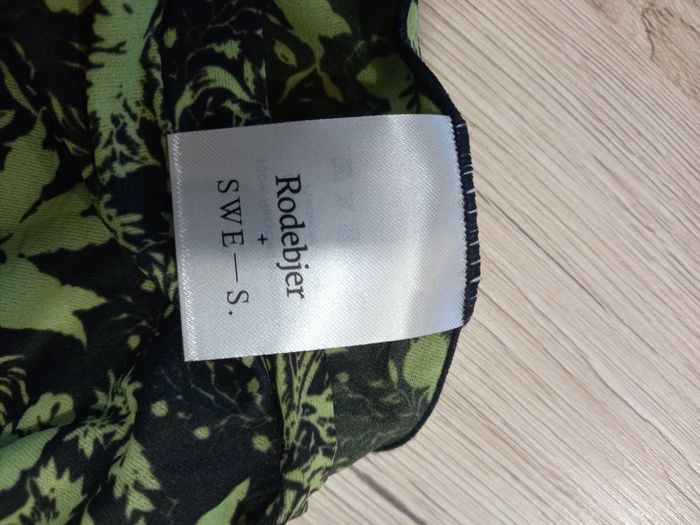 Rodebjer
+
SWE—S.